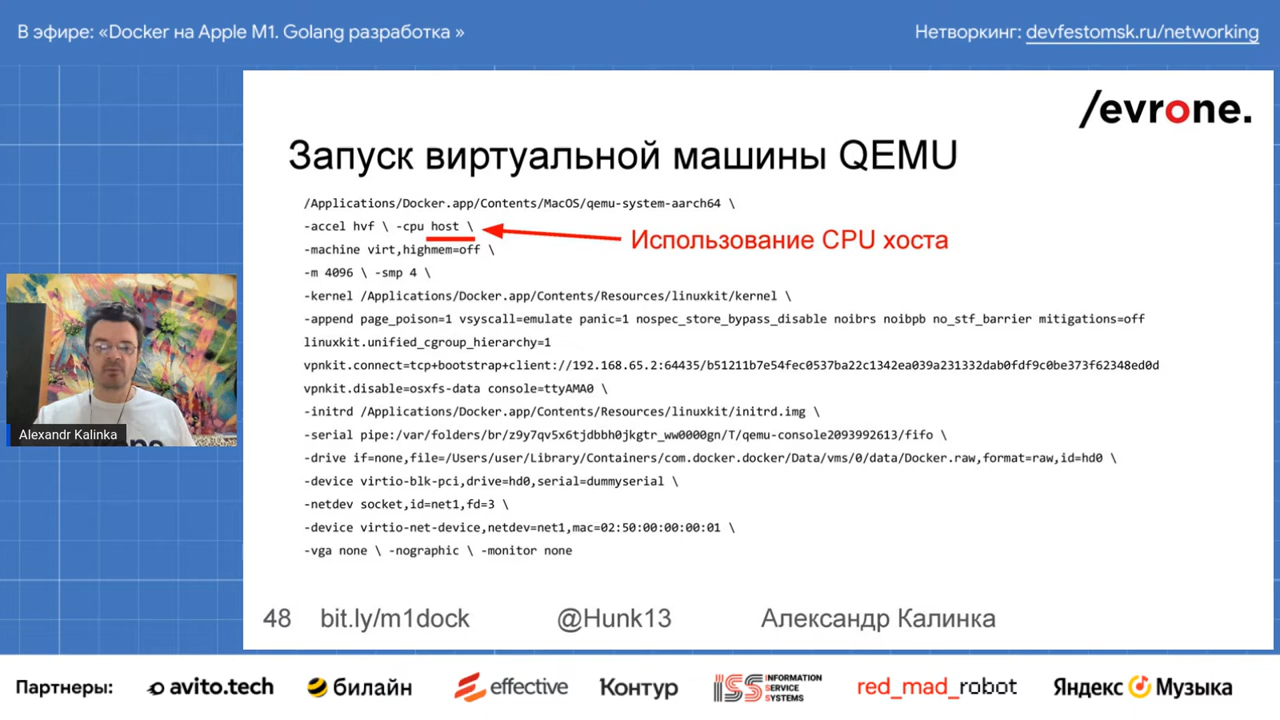 В эфире: «Docker на Apple M1. Golang разработка »
Нетворкинг: devfestomsk.ru/networking
/evrone.
Запуск виртуальной машины QEMU
/Applications/Docker.app/Contents/MacOS/qemu-system-aarch64 \
-accel hvf \ -cpu host \
Использование CPU хоста
-machine virt,highmem=off \
-m 4096 \ -smp 4 \
-kernel /Applications/Docker.app/Contents/Resources/linuxkit/kernel \
-append page_poison=1 vsyscall=emulate panic=1 nospec_store_bypass_disable noibrs noibpb no_stf_barrier mitigations=off
linuxkit.unified_cgroup_hierarchy=1
vpnkit.connect=tcp+bootstrap+client://192.168.65.2:64435/b51211b7e54fec0537ba22c1342ea039a231332dab0fdf9c0be373f62348ed0d
vpnkit.disable=osxfs-data console=ttyAMA0 \
-initrd /Applications/Docker.app/Contents/Resources/linuxkit/initrd.img \
-serial pipe:/var/folders/br/z9y7qv5x6tjdbbh0jkgtr_ww0000gn/T/qemu-console2093992613/fifo \
-drive if=none,file=/Users/user/Library/Containers/com.docker.docker/Data/vms/0/data/Docker.raw,format=raw,id=hd0 \
-device virtio-blk-pci,drive=hd0,serial=dummyserial \
-netdev socket,id=net1,fd=3 \
-device virtio-net-device,netdev=net1,mac=02:50:00:00:00:01 \
-vga none \ -nographic \ -monitor none
Alexandr Kalinka
48 bit.ly/m1dock @Hunk13 Александр Калинка
Партнеры: avito.tech билайн effective Контур ISS INFORMATION SERVICE SYSTEMS red_mad_robot Яндекс Музыка